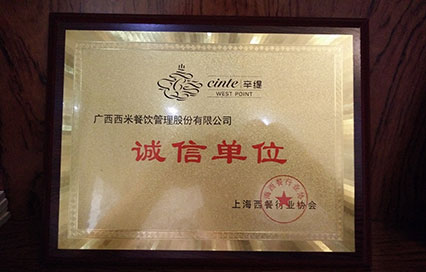 cinte 辛缇
WEST POINT
广西西米餐饮管理股份有限公司
诚信单位
上海西餐行业协会